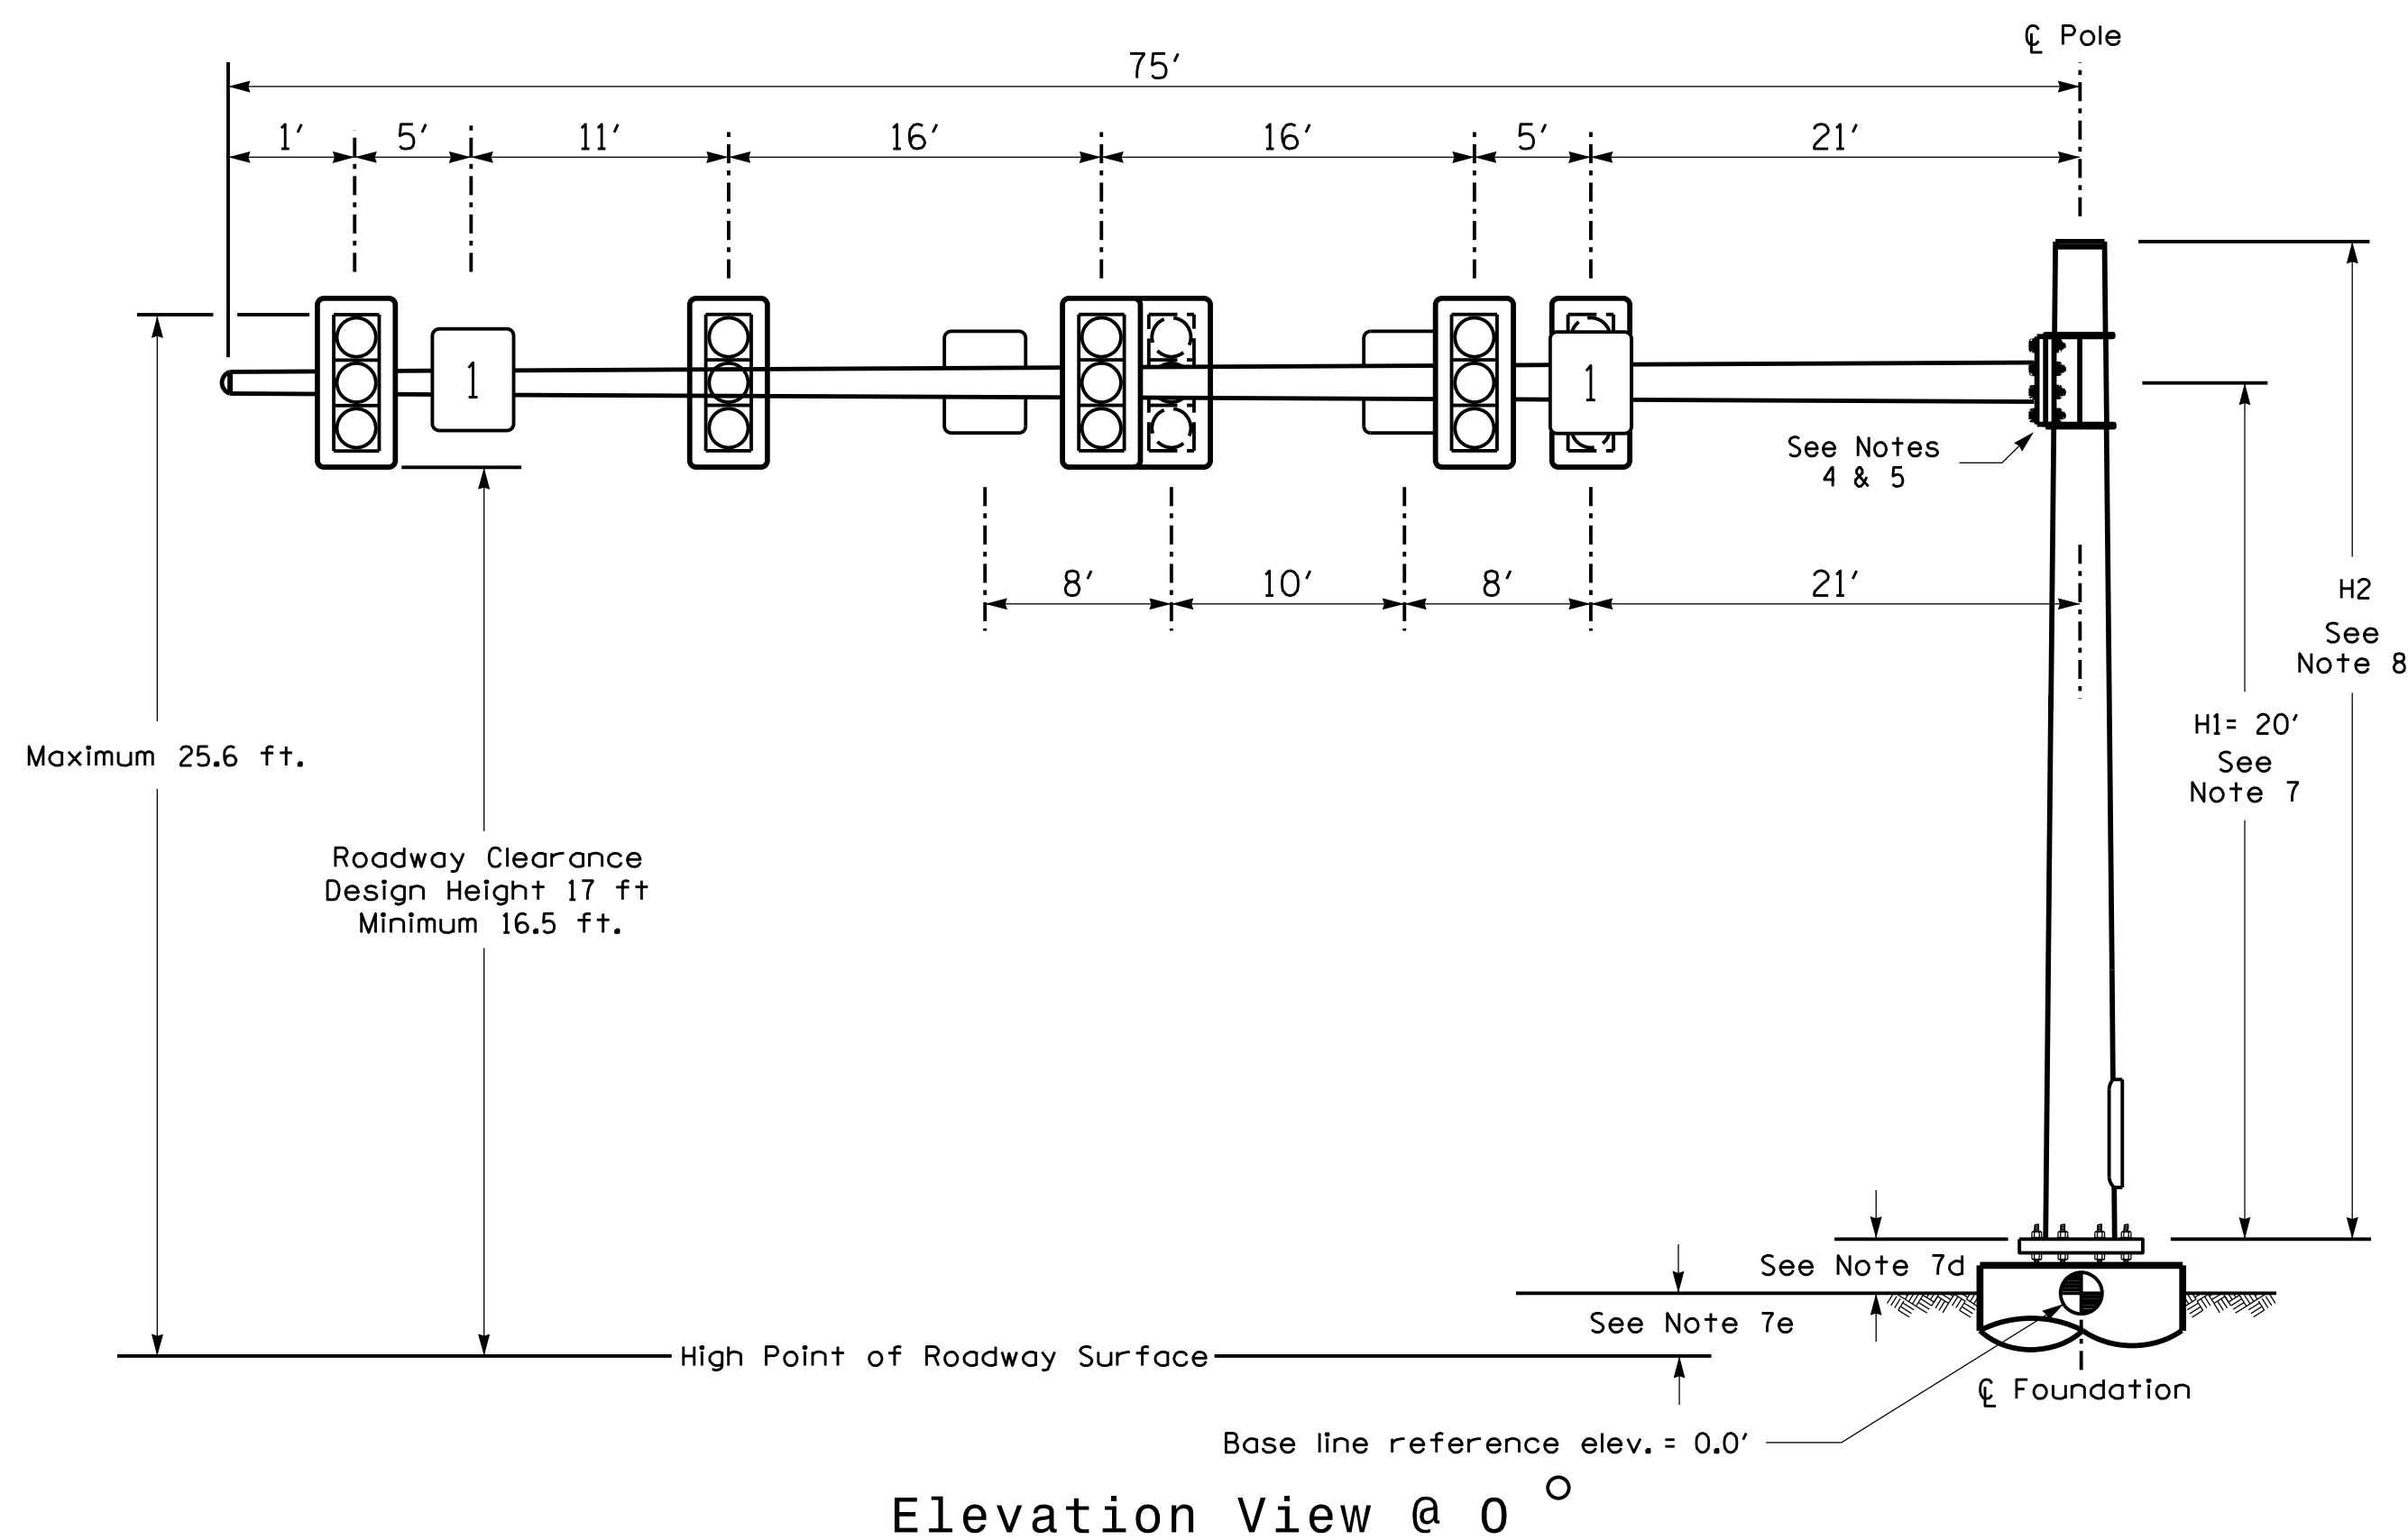 ℄ Pole
75'
1' 5' 11' 16' 16' 5' 21'
1 1
See Notes
4 & 5
8' 10' 8' 21'
H2
See
Note 8
H1= 20'
See
Note 7
Maximum 25.6 ft.
Roadway Clearance
Design Height 17 ft
Minimum 16.5 ft.
See Note 7d
See Note 7e
High Point of Roadway Surface
℄ Foundation
Base line reference elev. = 0.0'
Elevation View @ 0°